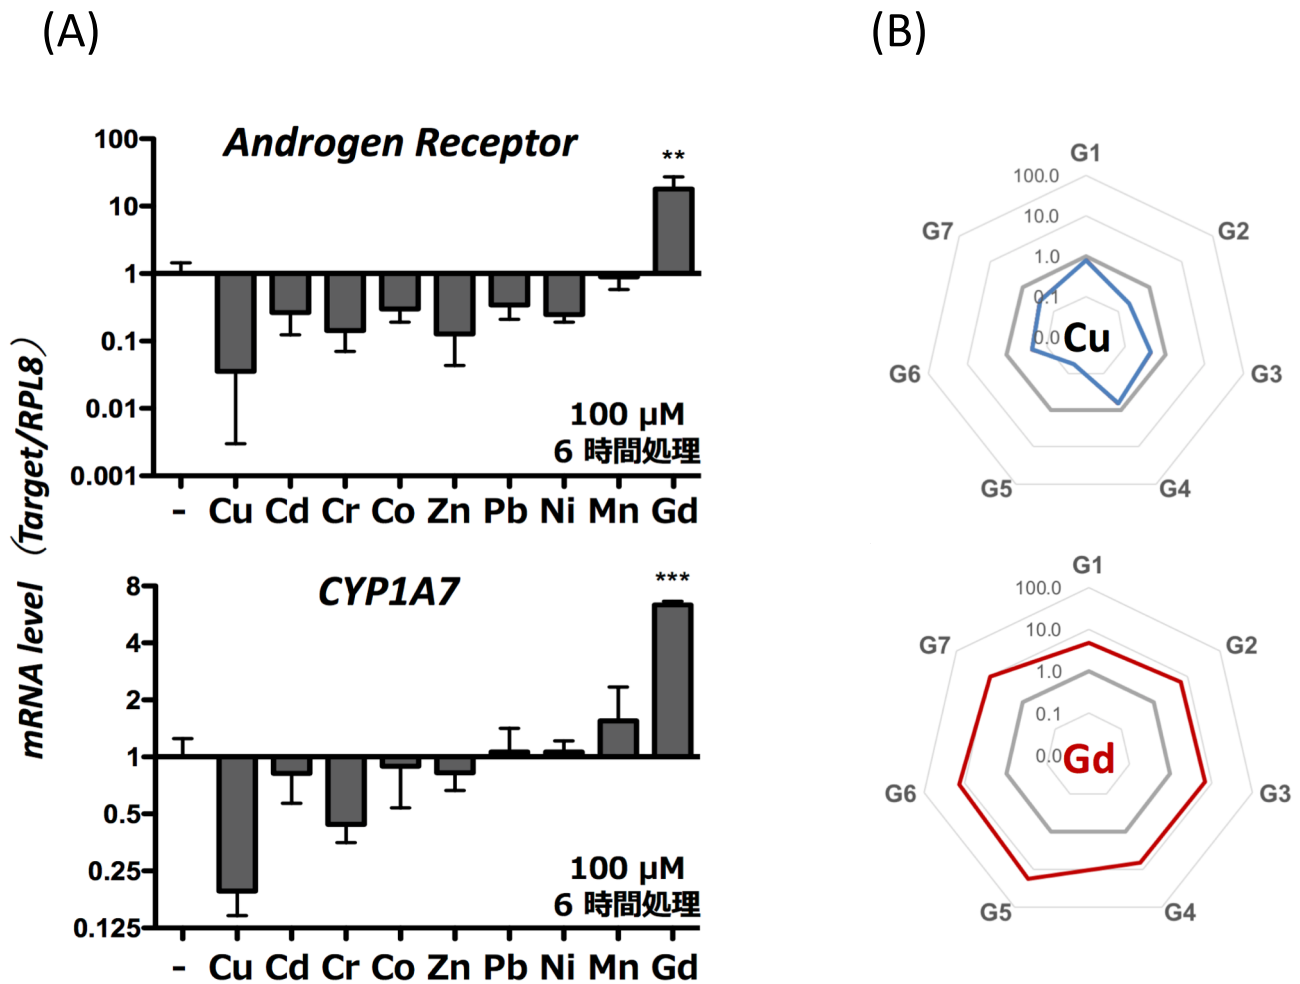 (A)
(B)
mRNA level (Target/RPL8)
Androgen Receptor
**
100
10
1
0.1
0.01
0.001
100 μM
6 時間処理
- Cu Cd Cr Co Zn Pb Ni Mn Gd
CYP1A7
***
8
4
2
1
0.5
0.25
0.125
100 μM
6 時間処理
- Cu Cd Cr Co Zn Pb Ni Mn Gd
G1
G2
G3
G4
G5
G6
G7
100.0
10.0
1.0
0.1
0.0
Cu
G1
G2
G3
G4
G5
G6
G7
100.0
10.0
1.0
0.1
0.0
Gd